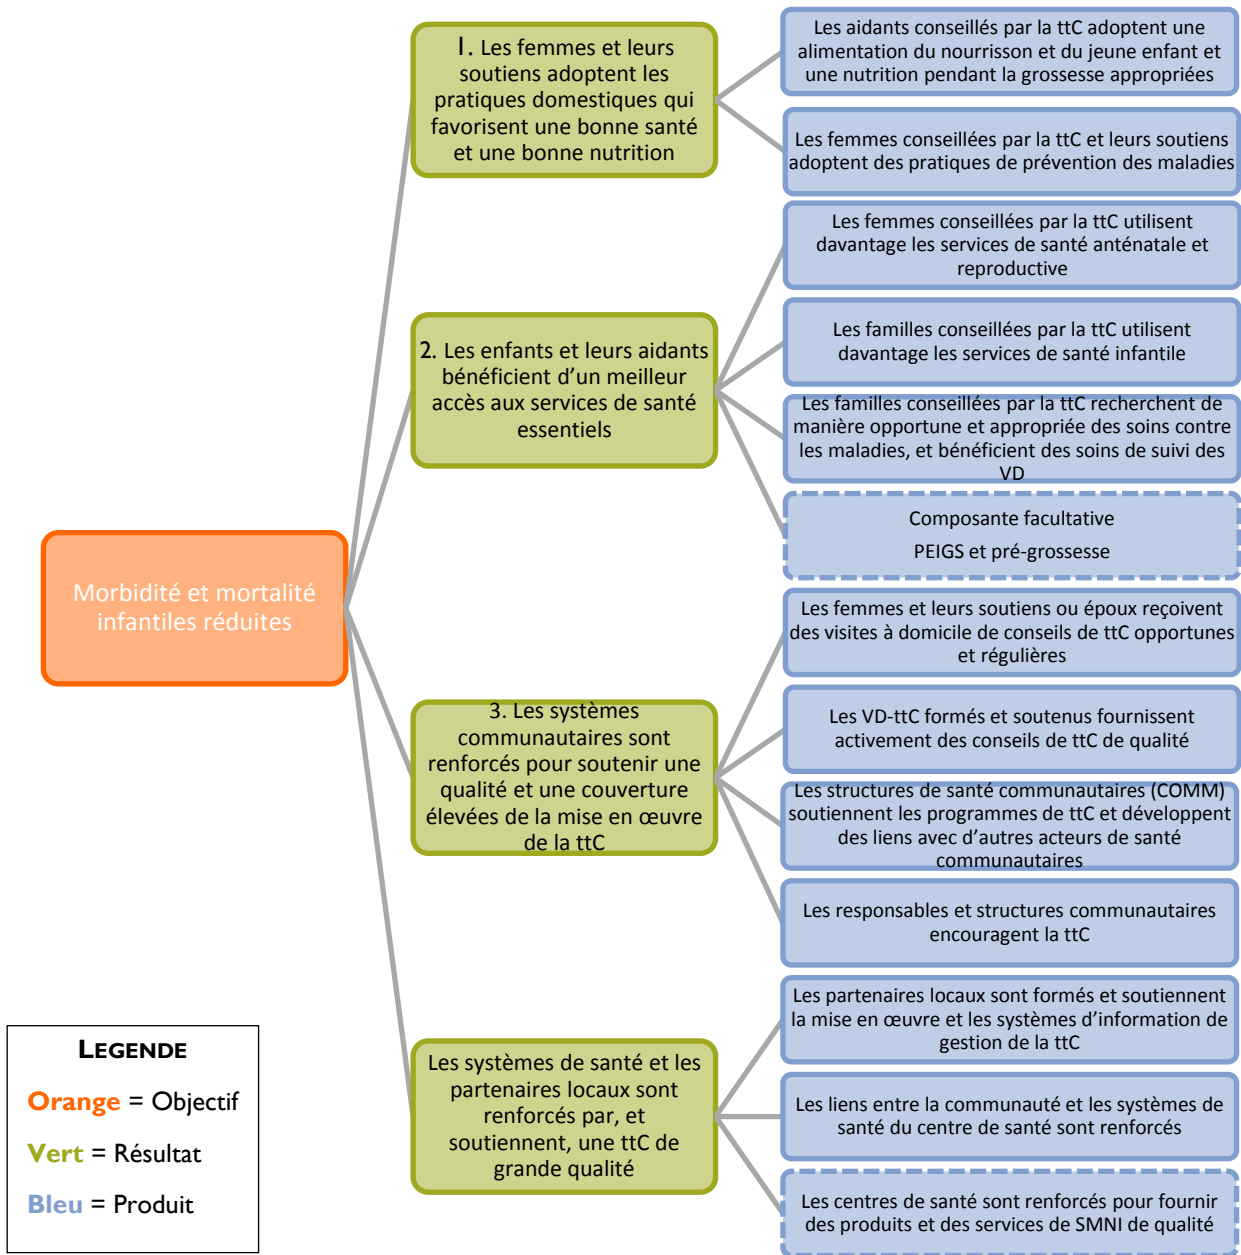 Morbidité et mortalité
infantiles réduites
1. Les femmes et leurs
soutiens adoptent les
pratiques domestiques qui
favorisent une bonne santé
et une bonne nutrition
Les aidants conseillés par la ttC adoptent une
alimentation du nourrisson et du jeune enfant et
une nutrition pendant la grossesse appropriées
Les femmes conseillées par la ttC et leurs soutiens
adoptent des pratiques de prévention des maladies
2. Les enfants et leurs aidants
bénéficient d’un meilleur
accès aux services de santé
essentiels
Les femmes conseillées par la ttC utilisent
davantage les services de santé anténatale et
reproductive
Les familles conseillées par la ttC utilisent
davantage les services de santé infantile
Les familles conseillées par la ttC recherchent de
manière opportune et appropriée des soins contre
les maladies, et bénéficient des soins de suivi des
VD
Composante facultative
PEIGS et pré-grossesse
3. Les systèmes
communautaires sont
renforcés pour soutenir une
qualité et une couverture
élevées de la mise en œuvre
de la ttC
Les femmes et leurs soutiens ou époux reçoivent
des visites à domicile de conseils de ttC opportunes
et régulières
Les VD-ttC formés et soutenus fournissent
activement des conseils de ttC de qualité
Les structures de santé communautaires (COMM)
soutiennent les programmes de ttC et développent
des liens avec d’autres acteurs de santé
communautaires
Les responsables et structures communautaires
encouragent la ttC
Les systèmes de santé et les
partenaires locaux sont
renforcés par, et
soutiennent, une ttC de
grande qualité
Les partenaires locaux sont formés et soutiennent
la mise en œuvre et les systèmes d’information de
gestion de la ttC
Les liens entre la communauté et les systèmes de
santé du centre de santé sont renforcés
Les centres de santé sont renforcés pour fournir
des produits et des services de SMNI de qualité
LEGENDE
Orange = Objectif
Vert = Résultat
Bleu = Produit